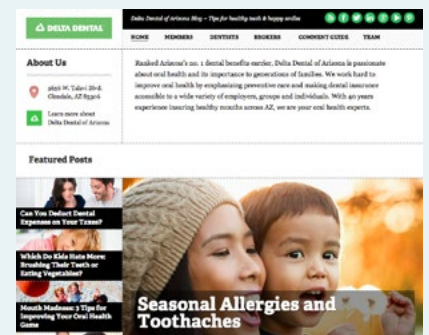 DELTA DENTAL
Delta Dental of Arizona Blog – Tips for healthy teeth & happy smiles
HOME MEMBERS DENTISTS BROKERS COMMENT GUIDE TEAM
About Us
5656 W. Talavi Blvd.
Glendale, AZ 85306
Learn more about
Delta Dental of Arizona
Ranked Arizona's no. 1 dental benefits carrier, Delta Dental of Arizona is passionate
about oral health and its importance to generations of families. We work hard to
improve oral health by emphasizing preventive care and making dental insurance
accessible to a wide variety of employers, groups and individuals. With 40 years
experience insuring healthy mouths across AZ, we are your oral health experts.
Featured Posts
Can You Deduct Dental
Expenses on Your Taxes?
Which Do Kids Hate More:
Brushing Their Teeth or
Eating Vegetables?
Mouth Madness: 3 Tips for
Improving Your Oral Health
Game
Seasonal Allergies and
Toothaches